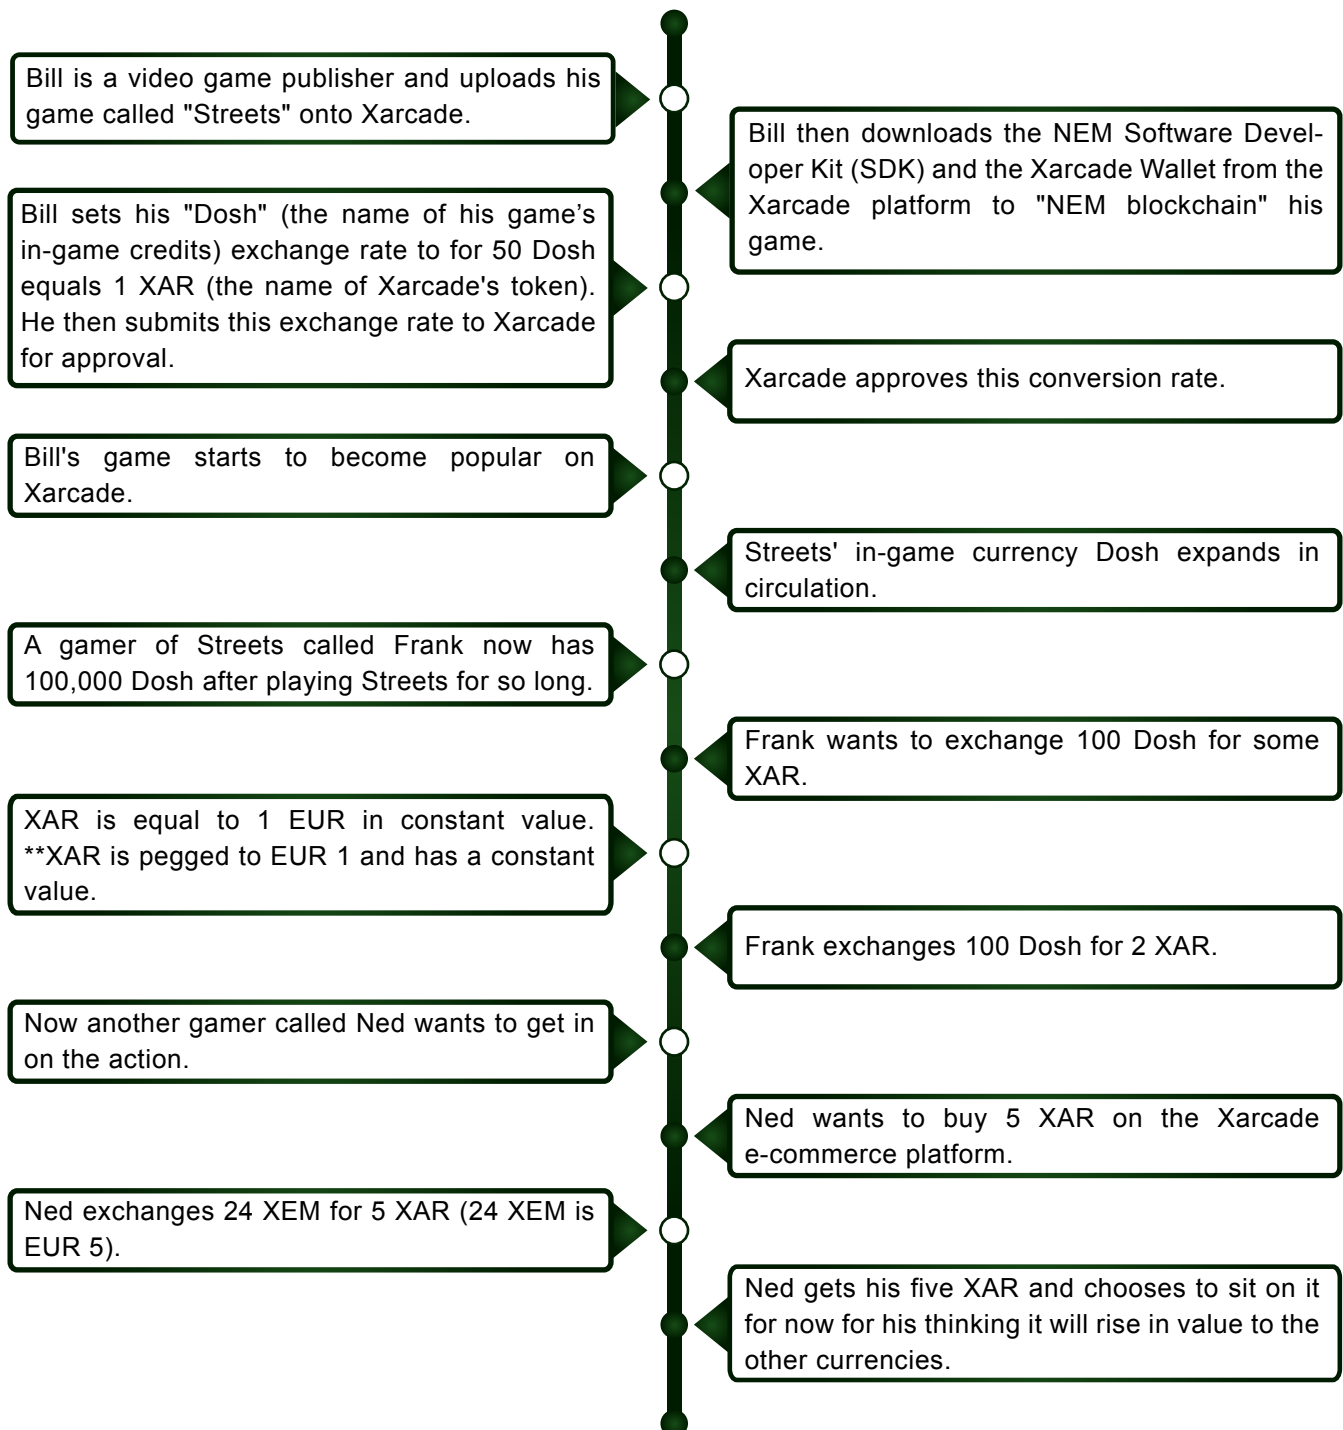 Bill is a video game publisher and uploads his
game called "Streets" onto Xarcade.
Bill then downloads the NEM Software Devel-
oper Kit (SDK) and the Xarcade Wallet from the
Xarcade platform to "NEM blockchain" his
game.
Bill sets his "Dosh" (the name of his game's
in-game credits) exchange rate to for 50 Dosh
equals 1 XAR (the name of Xarcade's token).
He then submits this exchange rate to Xarcade
for approval.
Xarcade approves this conversion rate.
Bill's game starts to become popular on
Xarcade.
Streets' in-game currency Dosh expands in
circulation.
A gamer of Streets called Frank now has
100,000 Dosh after playing Streets for so long.
Frank wants to exchange 100 Dosh for some
XAR.
XAR is equal to 1 EUR in constant value.
**XAR is pegged to EUR 1 and has a constant
value.
Frank exchanges 100 Dosh for 2 XAR.
Now another gamer called Ned wants to get in
on the action.
Ned wants to buy 5 XAR on the Xarcade
e-commerce platform.
Ned exchanges 24 XEM for 5 XAR (24 XEM is
EUR 5).
Ned gets his five XAR and chooses to sit on it
for now for his thinking it will rise in value to the
other currencies.